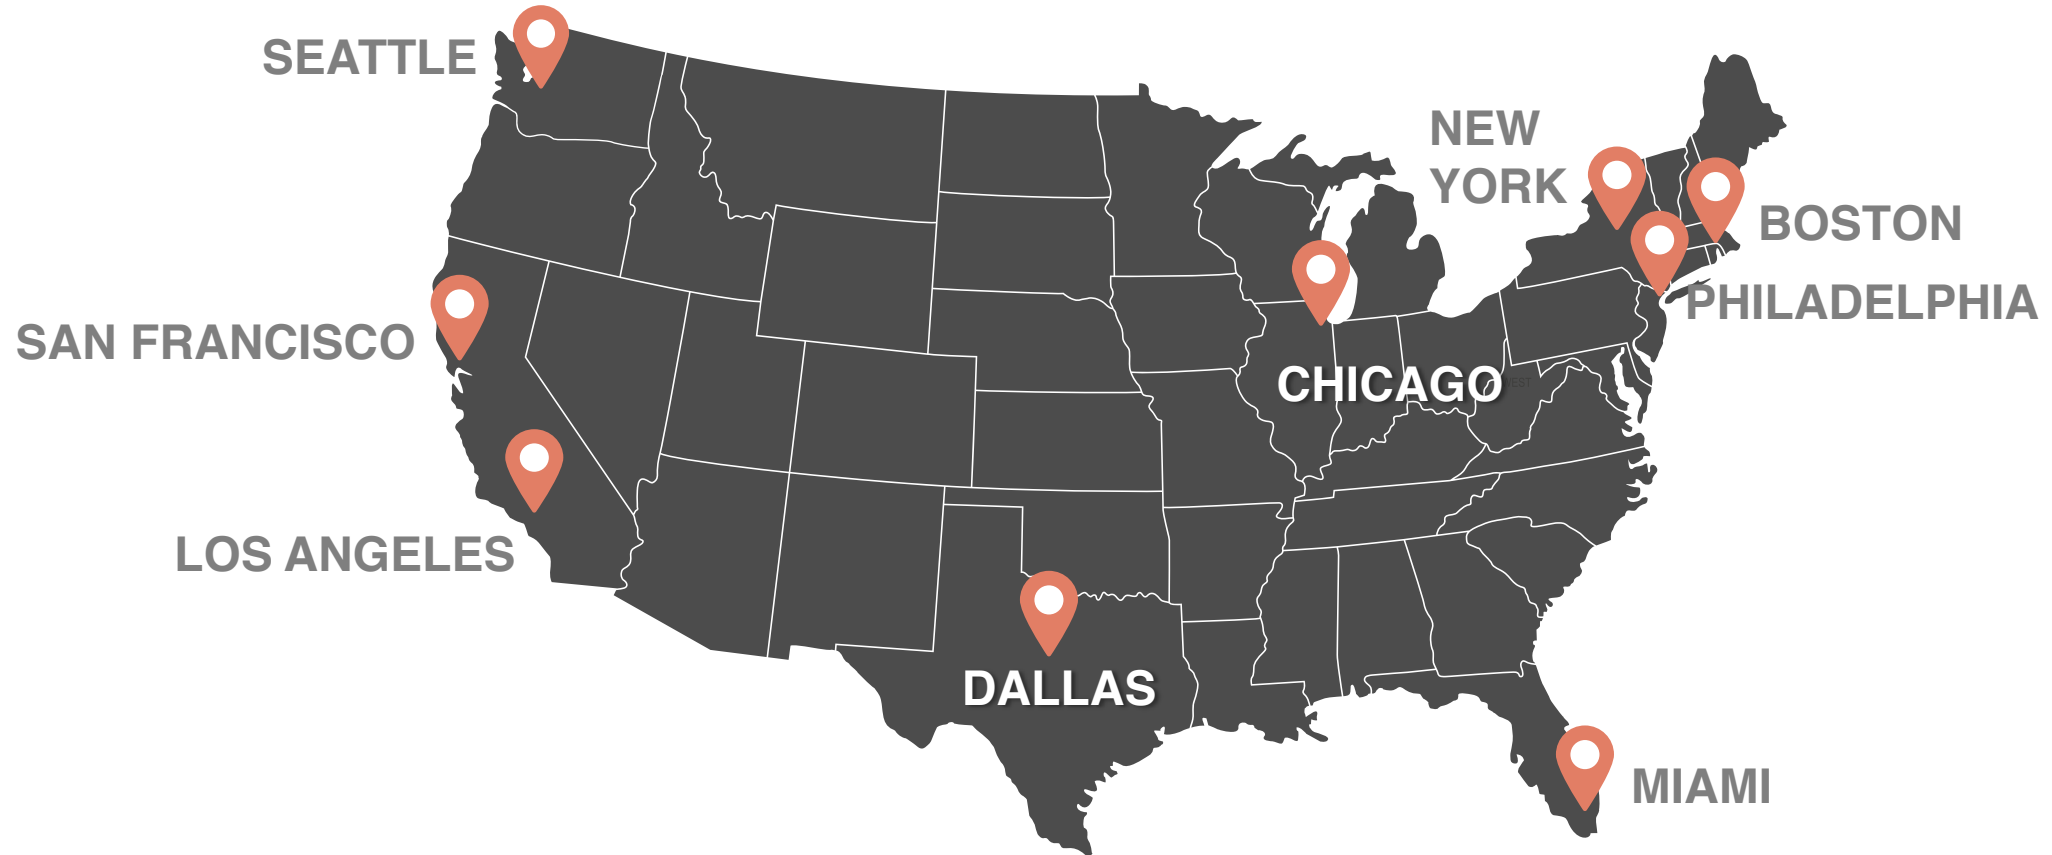 SEATTLE
NEW
YORK
BOSTON
PHILADELPHIA
SAN FRANCISCO
CHICAGO
LOS ANGELES
DALLAS
MIAMI